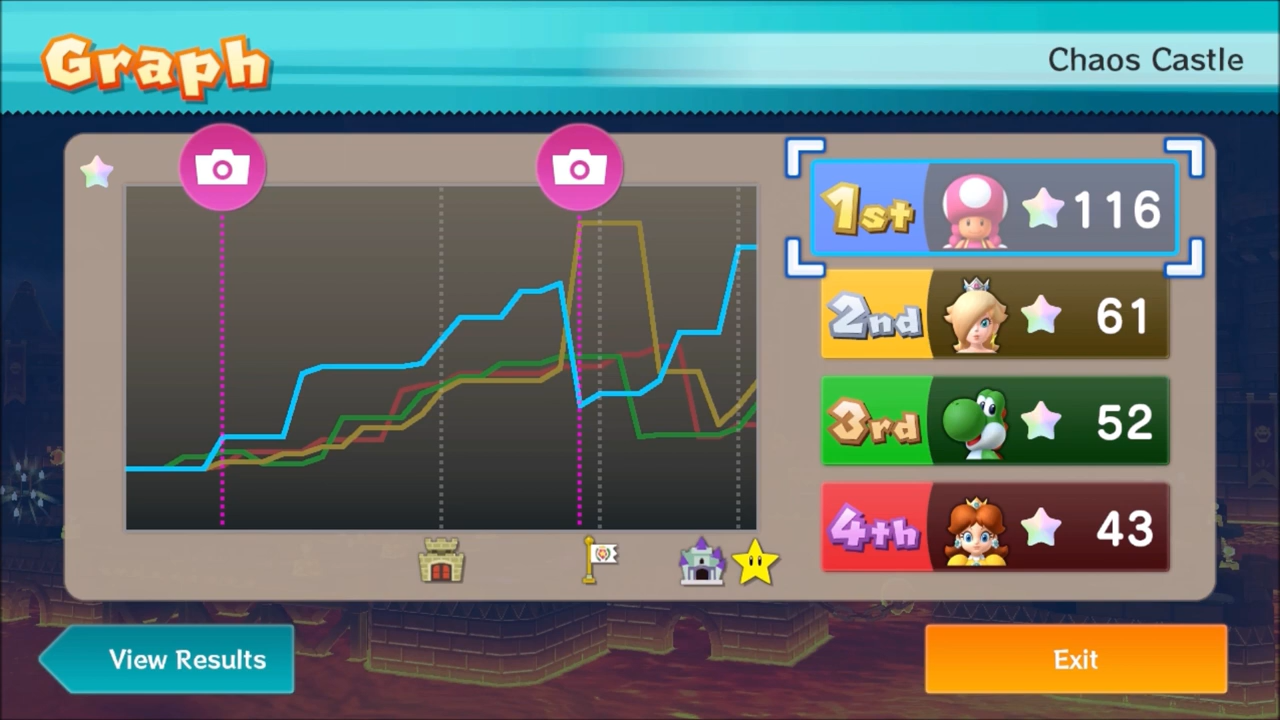 Graph
Chaos Castle
1st 116
2nd 61
3rd 52
4th 43
View Results
Exit